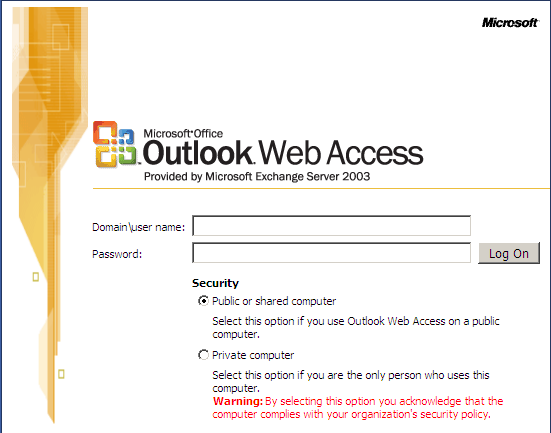 Microsoft
Microsoft Office
Outlook Web Access
Provided by Microsoft Exchange Server 2003
Domain\user name:
Password:
Log On
Security
Public or shared computer
Select this option if you use Outlook Web Access on a public
computer.
Private computer
Select this option if you are the only person who uses this
computer.
Warning: By selecting this option you acknowledge that the
computer complies with your organization's security policy.